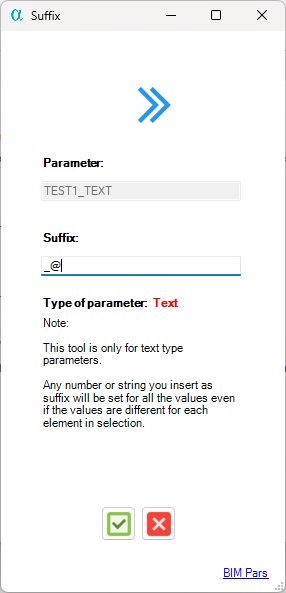 α Suffix
Parameter:
TEST1_TEXT
Suffix:
_@
Type of parameter: Text
Note:
This tool is only for text type
parameters.
Any number or string you insert as
suffix will be set for all the values even
if the values are different for each
element in selection.
BIM Pars